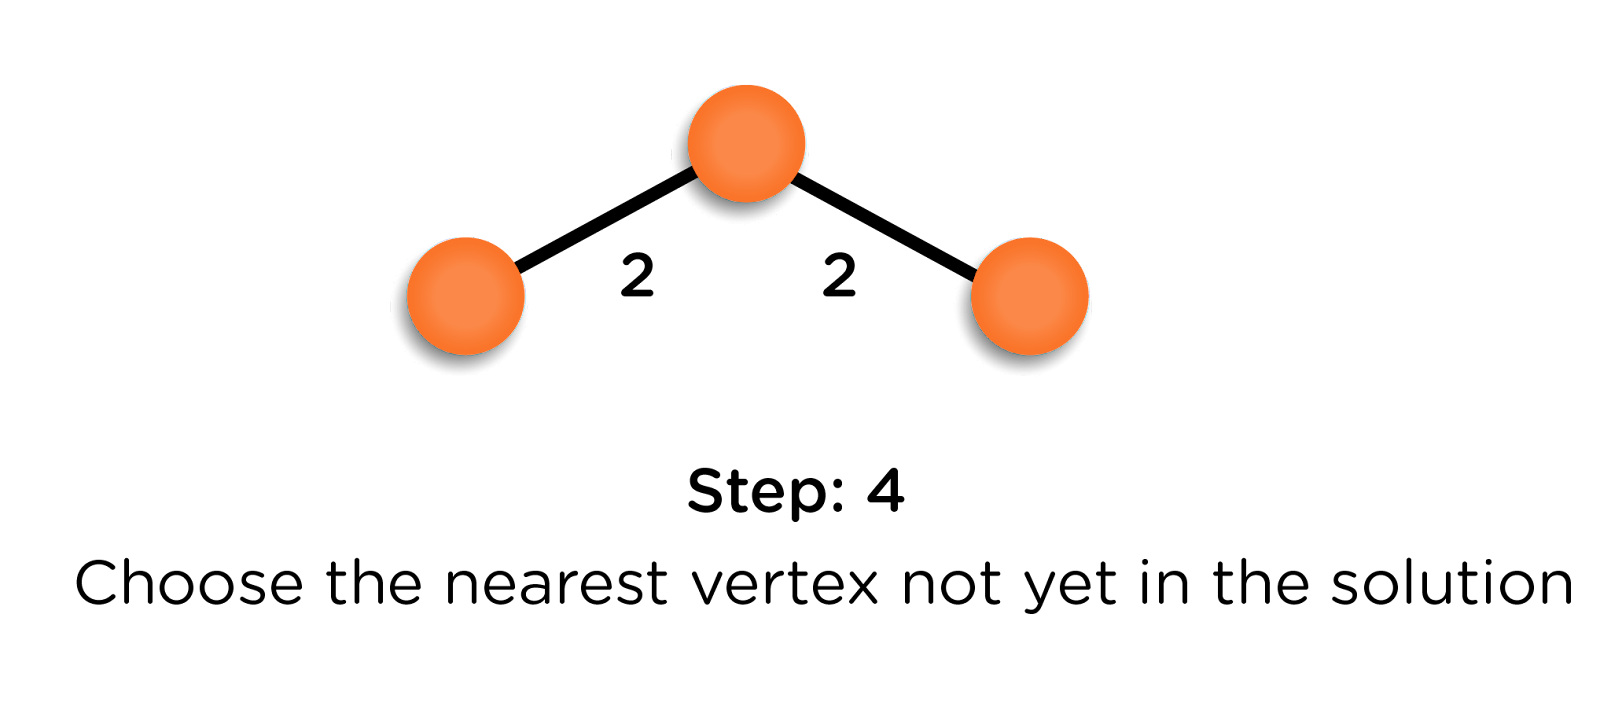 2 2
Step: 4
Choose the nearest vertex not yet in the solution